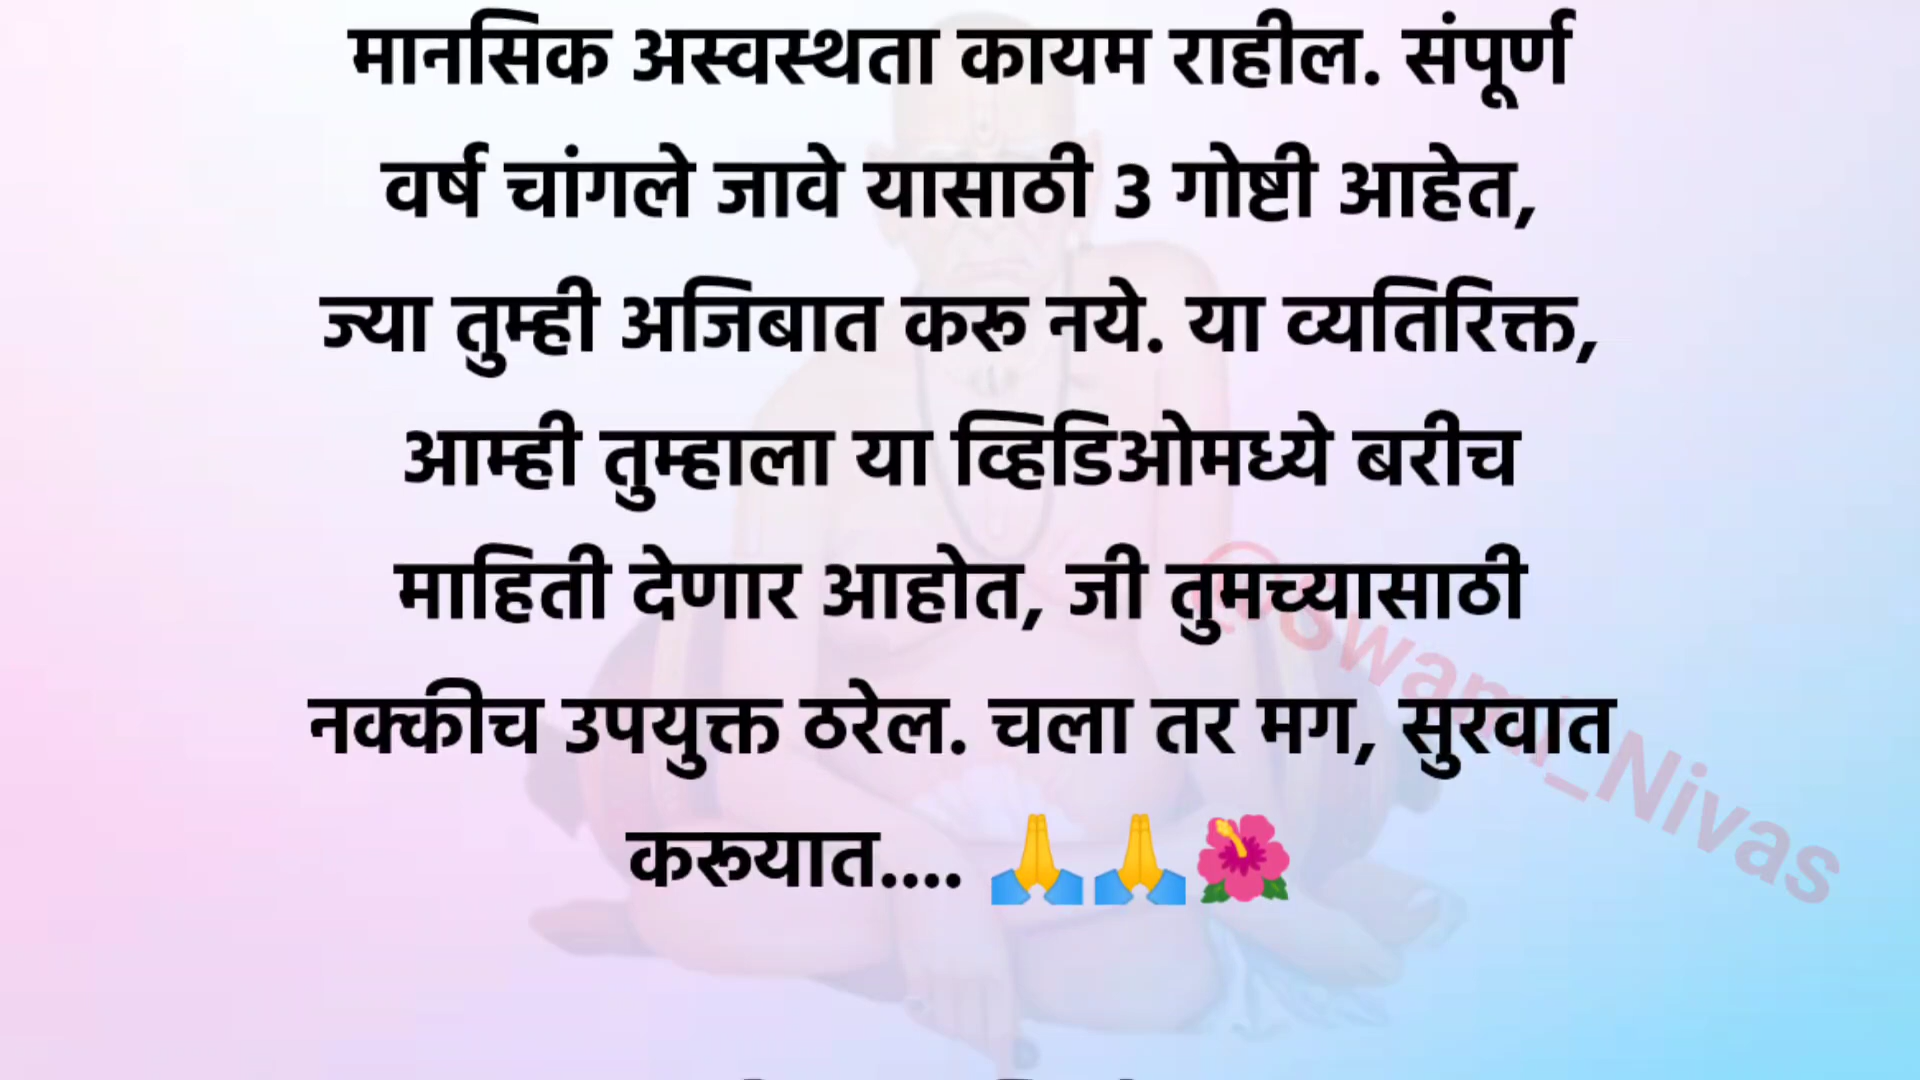 मानसिक अस्वस्थता कायम राहील. संपूर्ण
वर्ष चांगले जावे यासाठी 3 गोष्टी आहेत,
ज्या तुम्ही अजिबात करू नये. या व्यतिरिक्त,
आम्ही तुम्हाला या व्हिडिओमध्ये बरीच
माहिती देणार आहोत, जी तुमच्यासाठी
नक्कीच उपयुक्त ठरेल. चला तर मग, सुरवात
करूयात.... 🙏🙏🌺
@Swami_Nivas